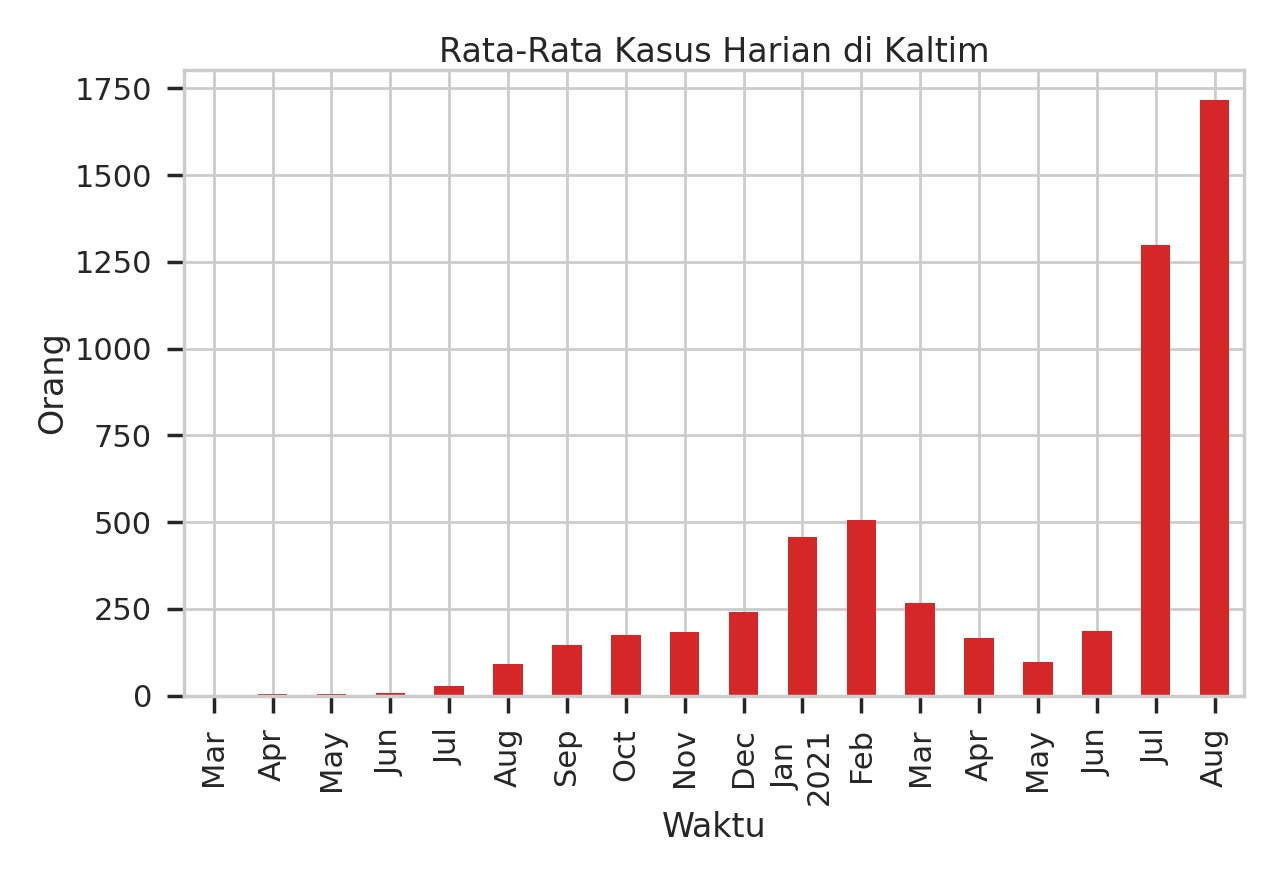 Rata-Rata Kasus Harian di Kaltim
1750
1500
1250
1000
750
500
250
0
Orang
Mar
Apr
May
Jun
Jul
Aug
Sep
Oct
Nov
Dec
Jan
2021
Feb
Mar
Apr
May
Jun
Jul
Aug
Waktu